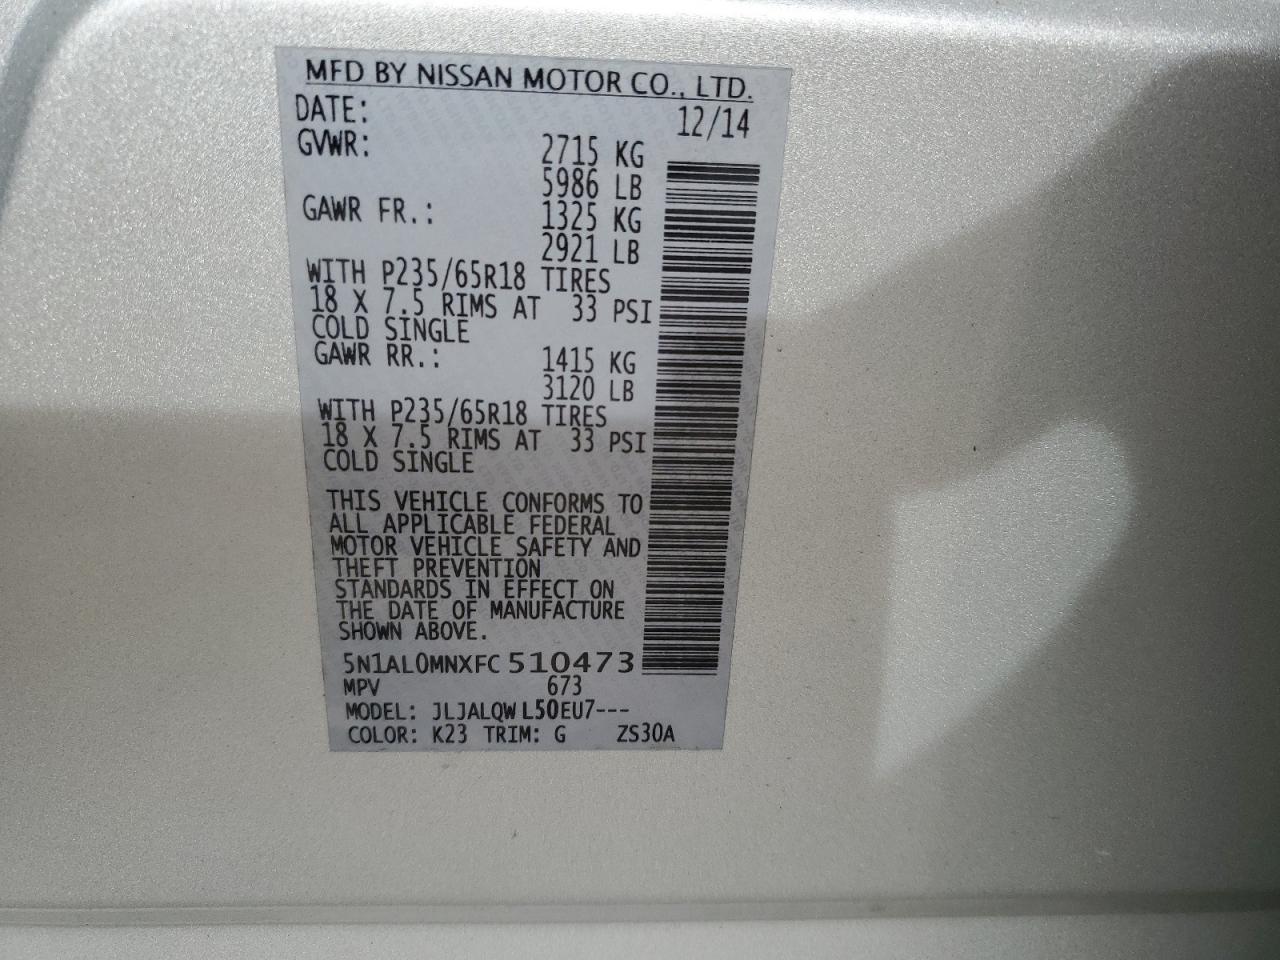 MFD BY NISSAN MOTOR CO., LTD.
DATE: 12/14
GVWR: 2715 KG
5986 LB
GAWR FR.: 1325 KG
2921 LB
WITH P235/65R18 TIRES
18 X 7.5 RIMS AT 33 PSI
COLD SINGLE
GAWR RR.: 1415 KG
3120 LB
WITH P235/65R18 TIRES
18 X 7.5 RIMS AT 33 PSI
COLD SINGLE
THIS VEHICLE CONFORMS TO
ALL APPLICABLE FEDERAL
MOTOR VEHICLE SAFETY AND
THEFT PREVENTION
STANDARDS IN EFFECT ON
THE DATE OF MANUFACTURE
SHOWN ABOVE.
5N1AL0MNXFC 510473
MPV 673
MODEL: JLJALQW L50EU7---
COLOR: K23 TRIM: G ZS30A